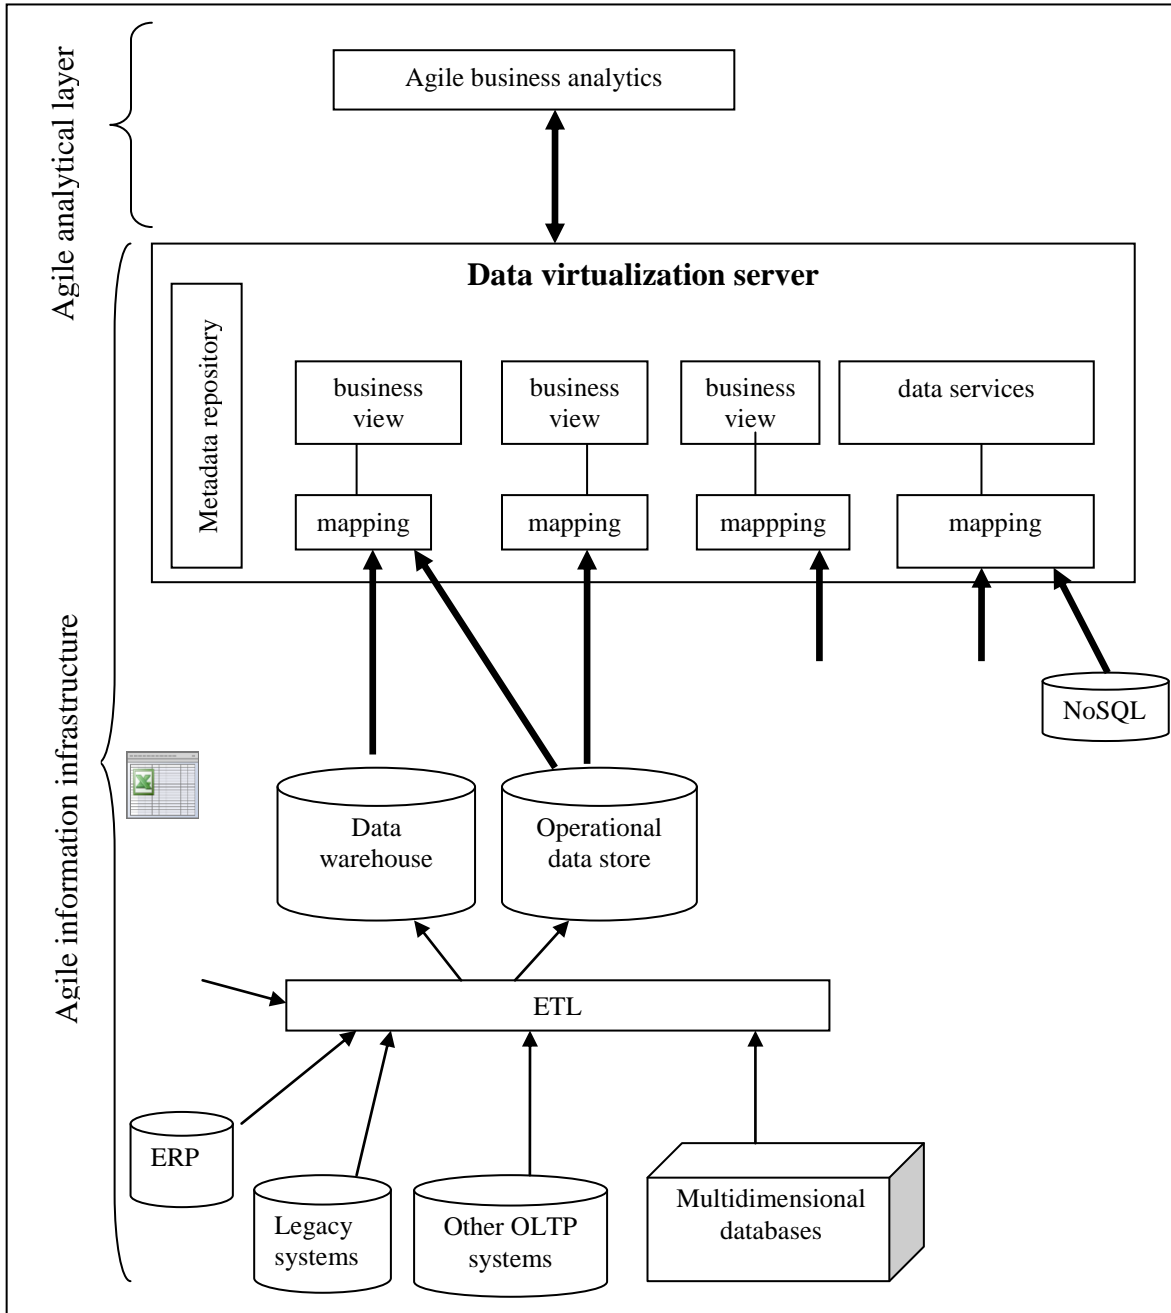 Agile analytical layer
Agile business analytics
Data virtualization server
Metadata repository
business
view
business
view
business
view
data services
mapping
mapping
mappping
mapping
Agile information infrastructure
NoSQL
Data
warehouse
Operational
data store
ETL
ERP
Legacy
systems
Other OLTP
systems
Multidimensional
databases